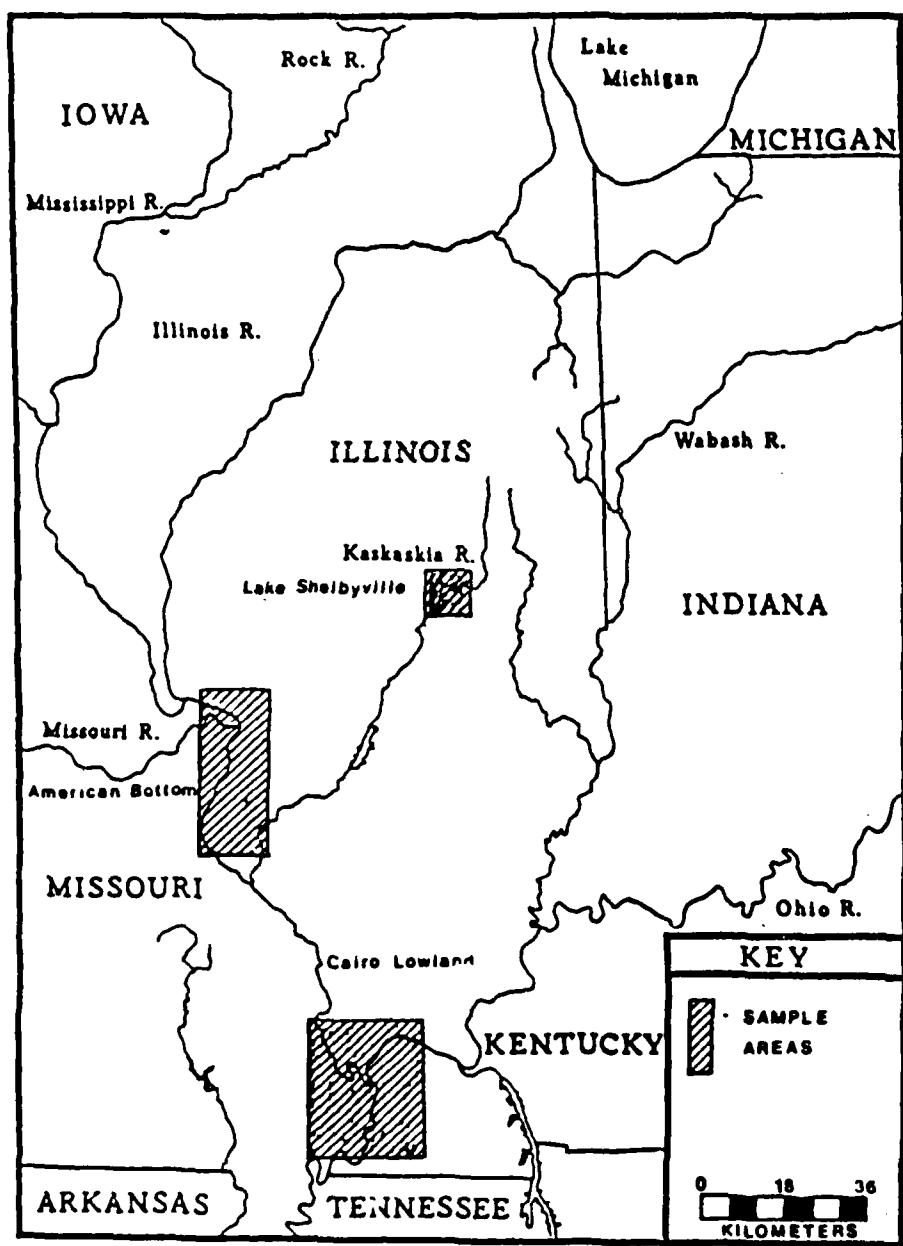 Rock R.
Lake
Michigan
IOWA
MICHIGAN
Mississippi R.
Illinois R.
ILLINOIS
Wabash R.
Kaskaskia R.
Lake Shelbyville
INDIANA
Missouri R.
American Bottom
MISSOURI
Ohio R.
Cairo Lowland
KEY
SAMPLE
AREAS
KENTUCKY
ARKANSAS
TENNESSEE
0 18 36
KILOMETERS